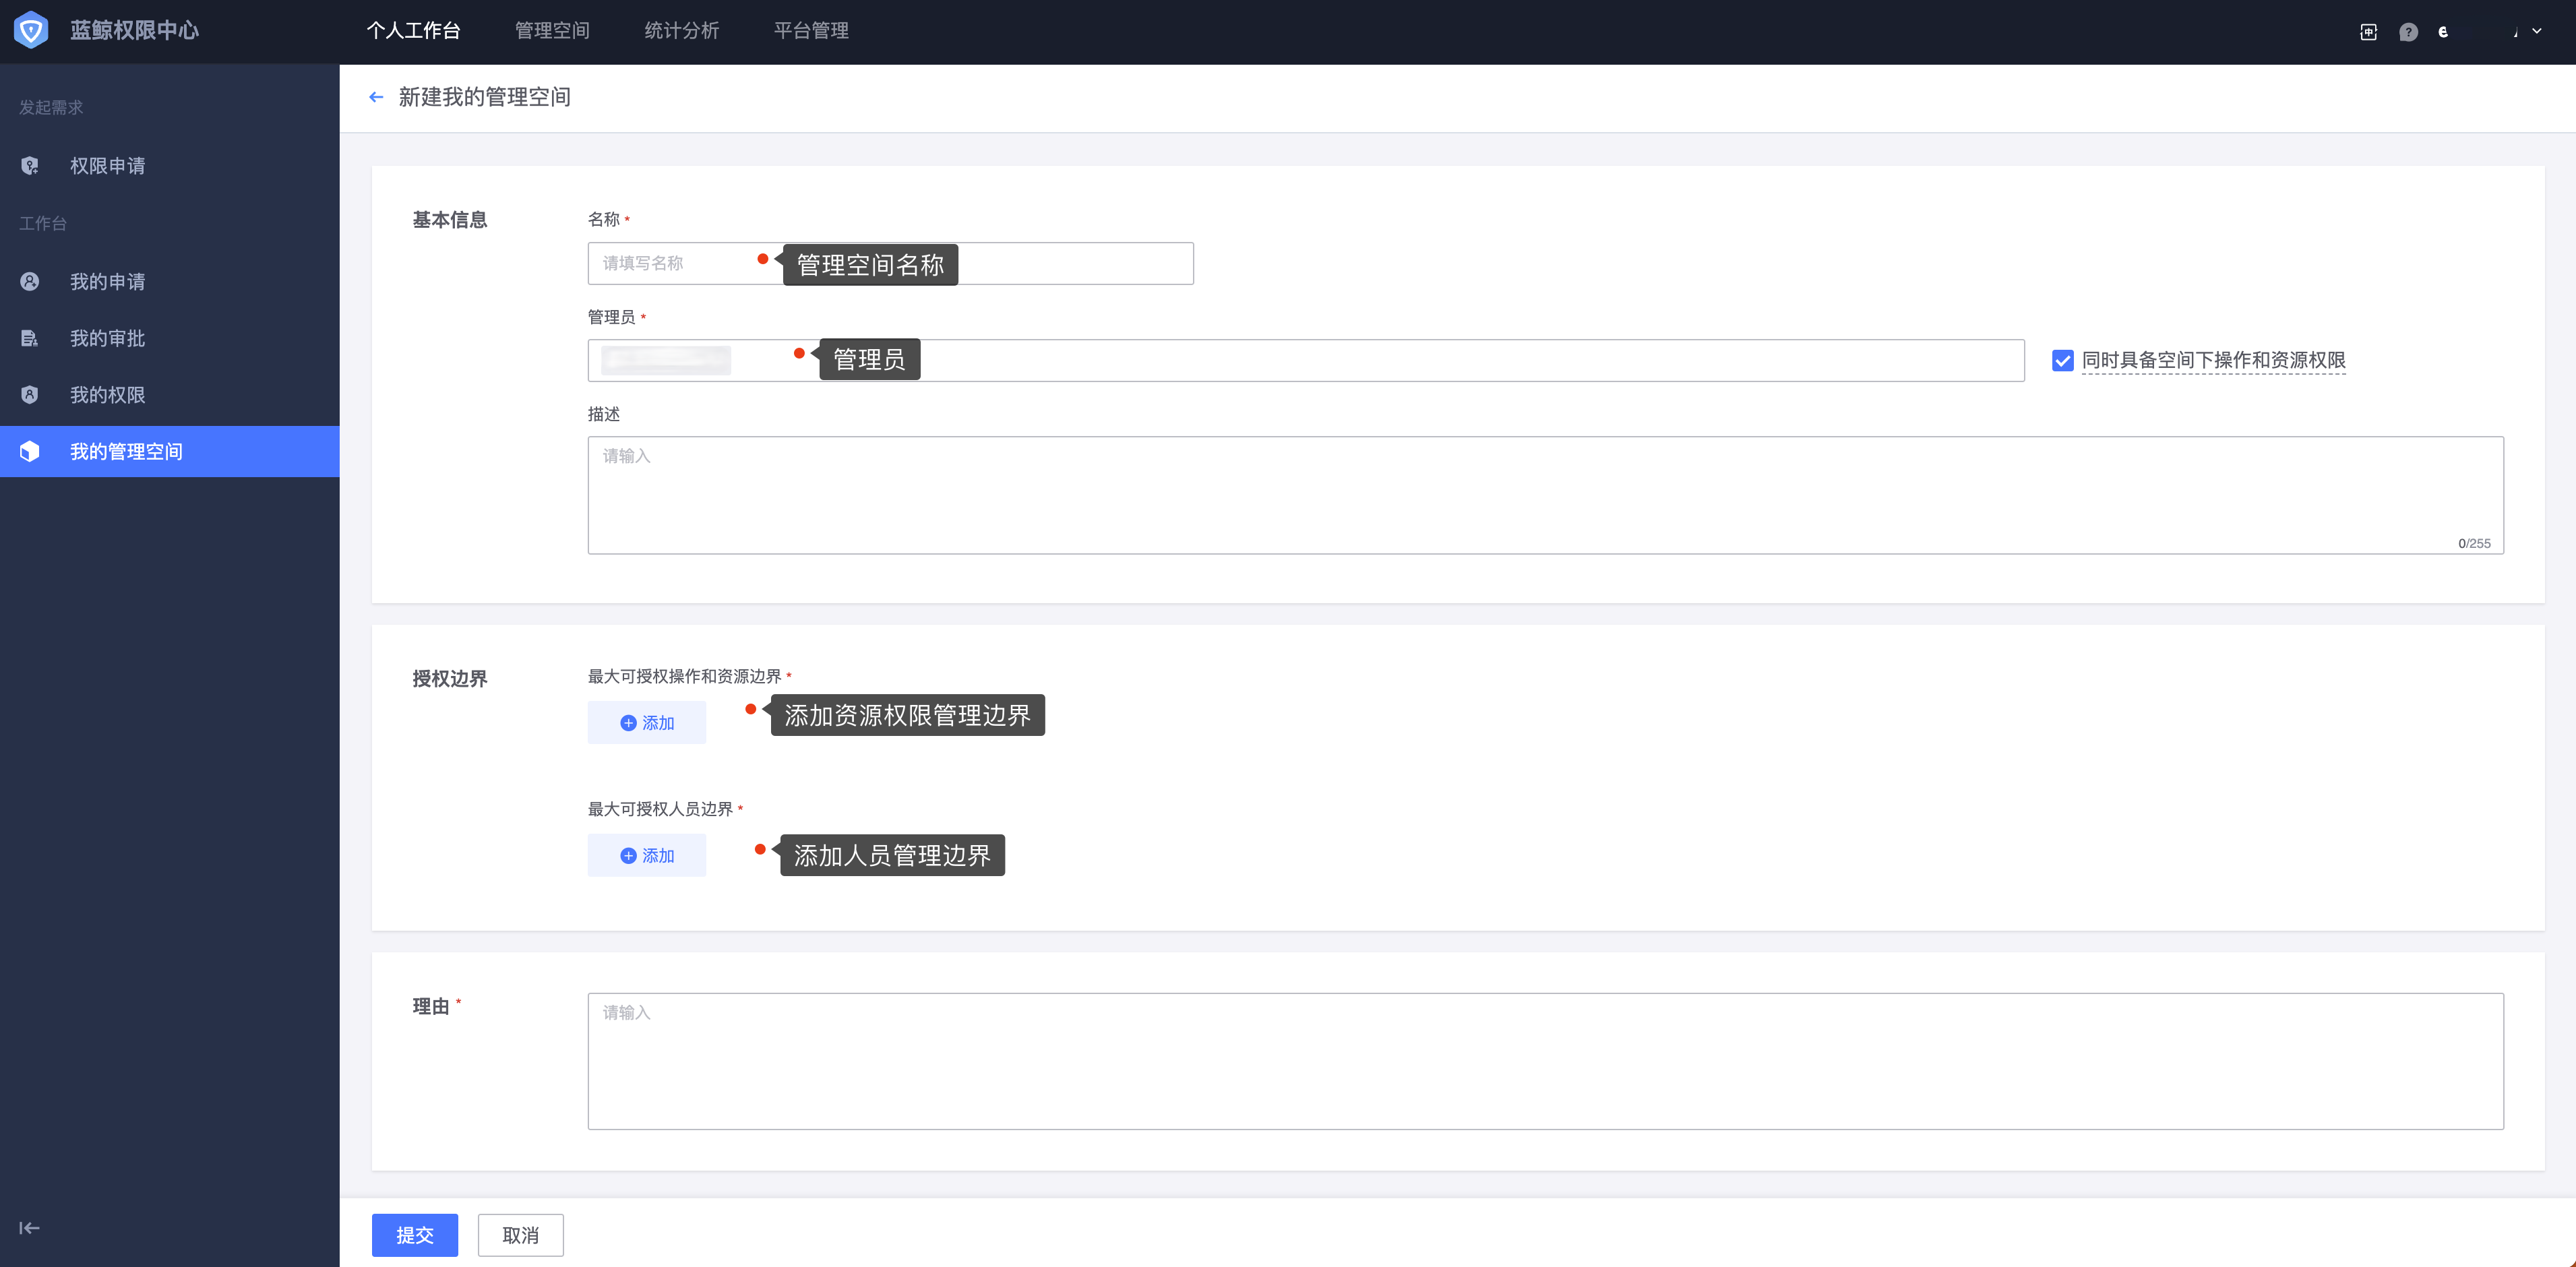 蓝鲸权限中心
个人工作台 管理空间 统计分析 平台管理
发起需求
权限申请
工作台
我的申请
我的审批
我的权限
我的管理空间
新建我的管理空间
基本信息
名称 *
请填写名称
管理空间名称
管理员 *
管理员
同时具备空间下操作和资源权限
描述
请输入
0/255
授权边界
最大可授权操作和资源边界 *
添加
添加资源权限管理边界
最大可授权人员边界 *
添加
添加人员管理边界
理由 *
请输入
提交 取消